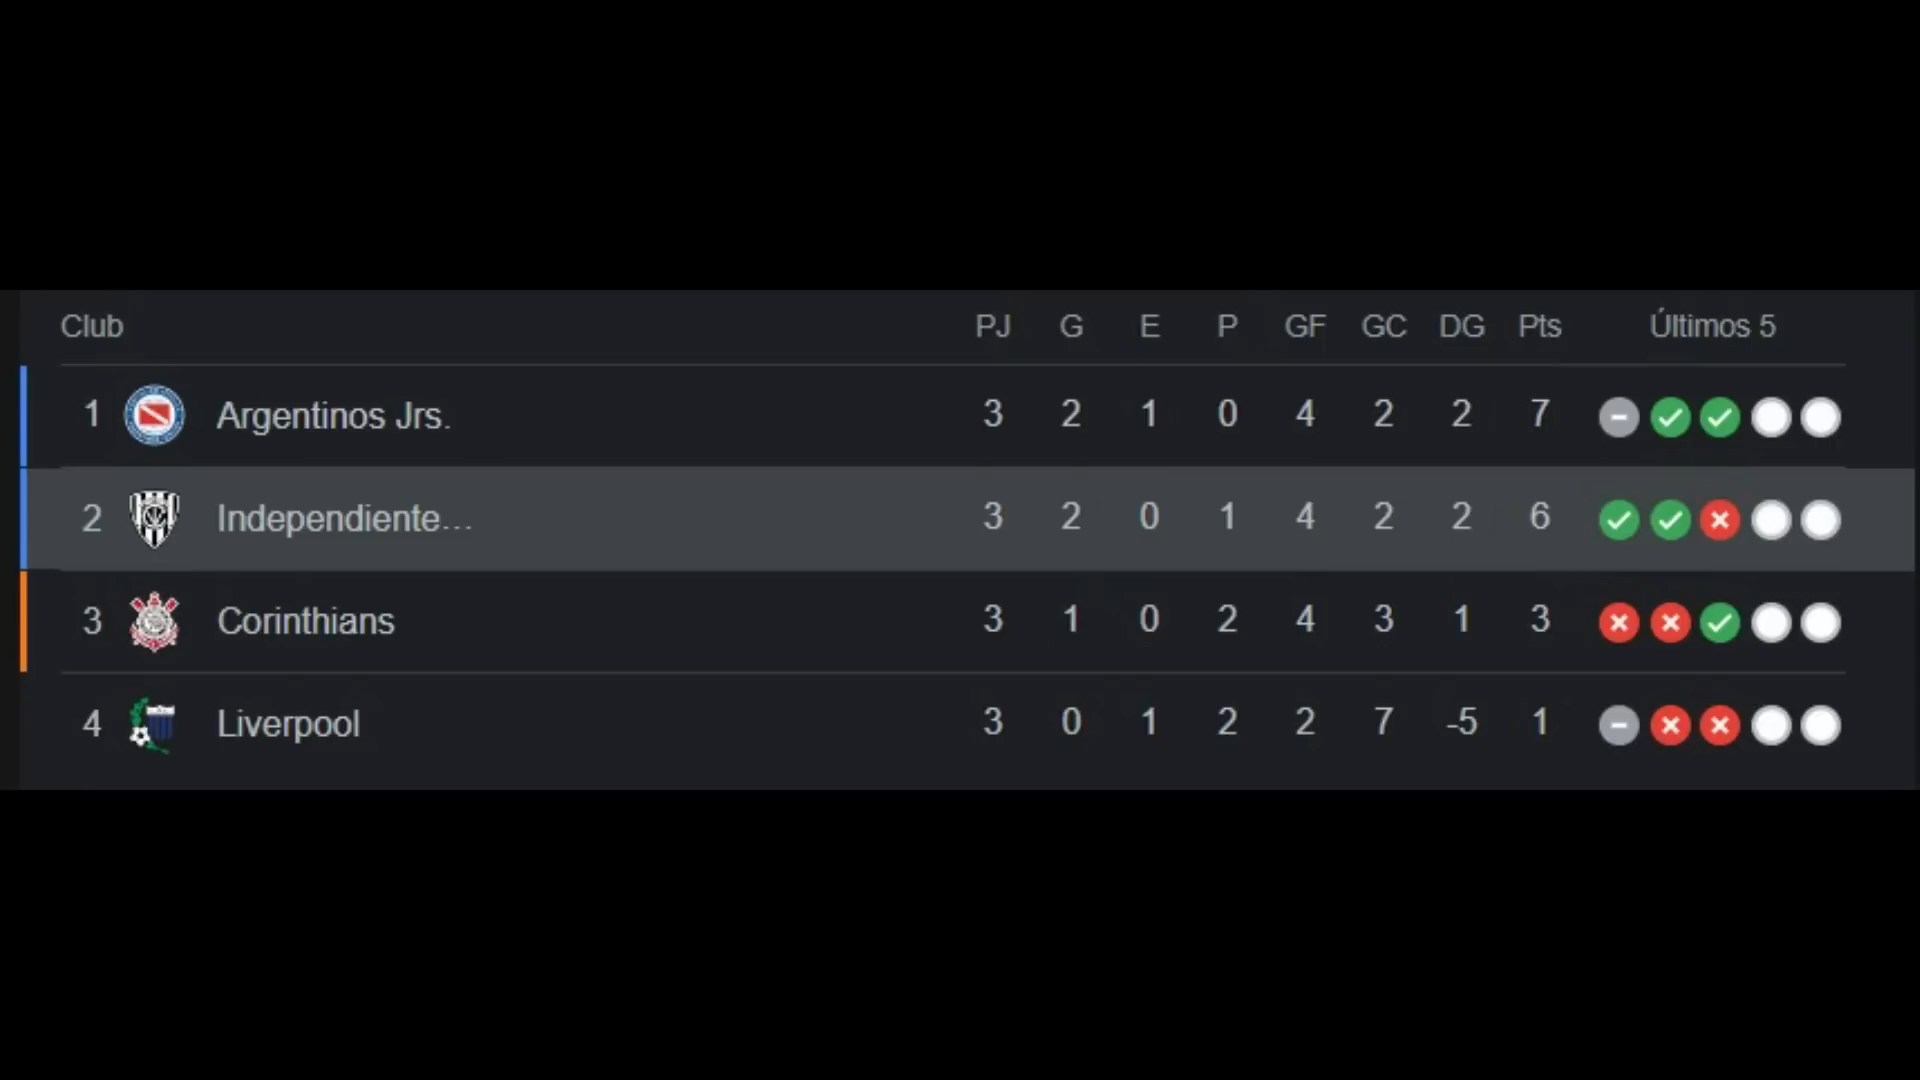 Club PJ G E P GF GC DG Pts Últimos 5
1 Argentinos Jrs. 3 2 1 0 4 2 2 7
2 Independiente... 3 2 0 1 4 2 2 6
3 Corinthians 3 1 0 2 4 3 1 3
4 Liverpool 3 0 1 2 2 7 -5 1